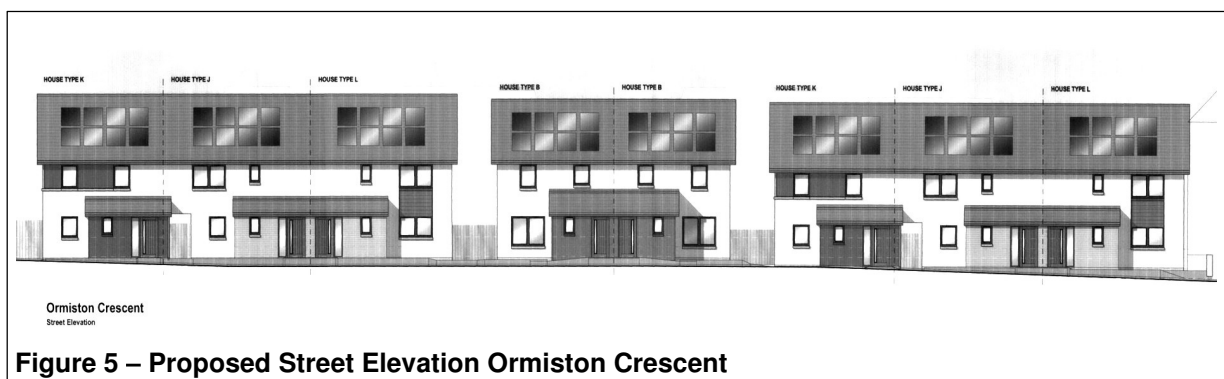 HOUSE TYPE K HOUSE TYPE J HOUSE TYPE L HOUSE TYPE B HOUSE TYPE B HOUSE TYPE K HOUSE TYPE J HOUSE TYPE L
Ormiston Crescent
Street Elevation
Figure 5 – Proposed Street Elevation Ormiston Crescent